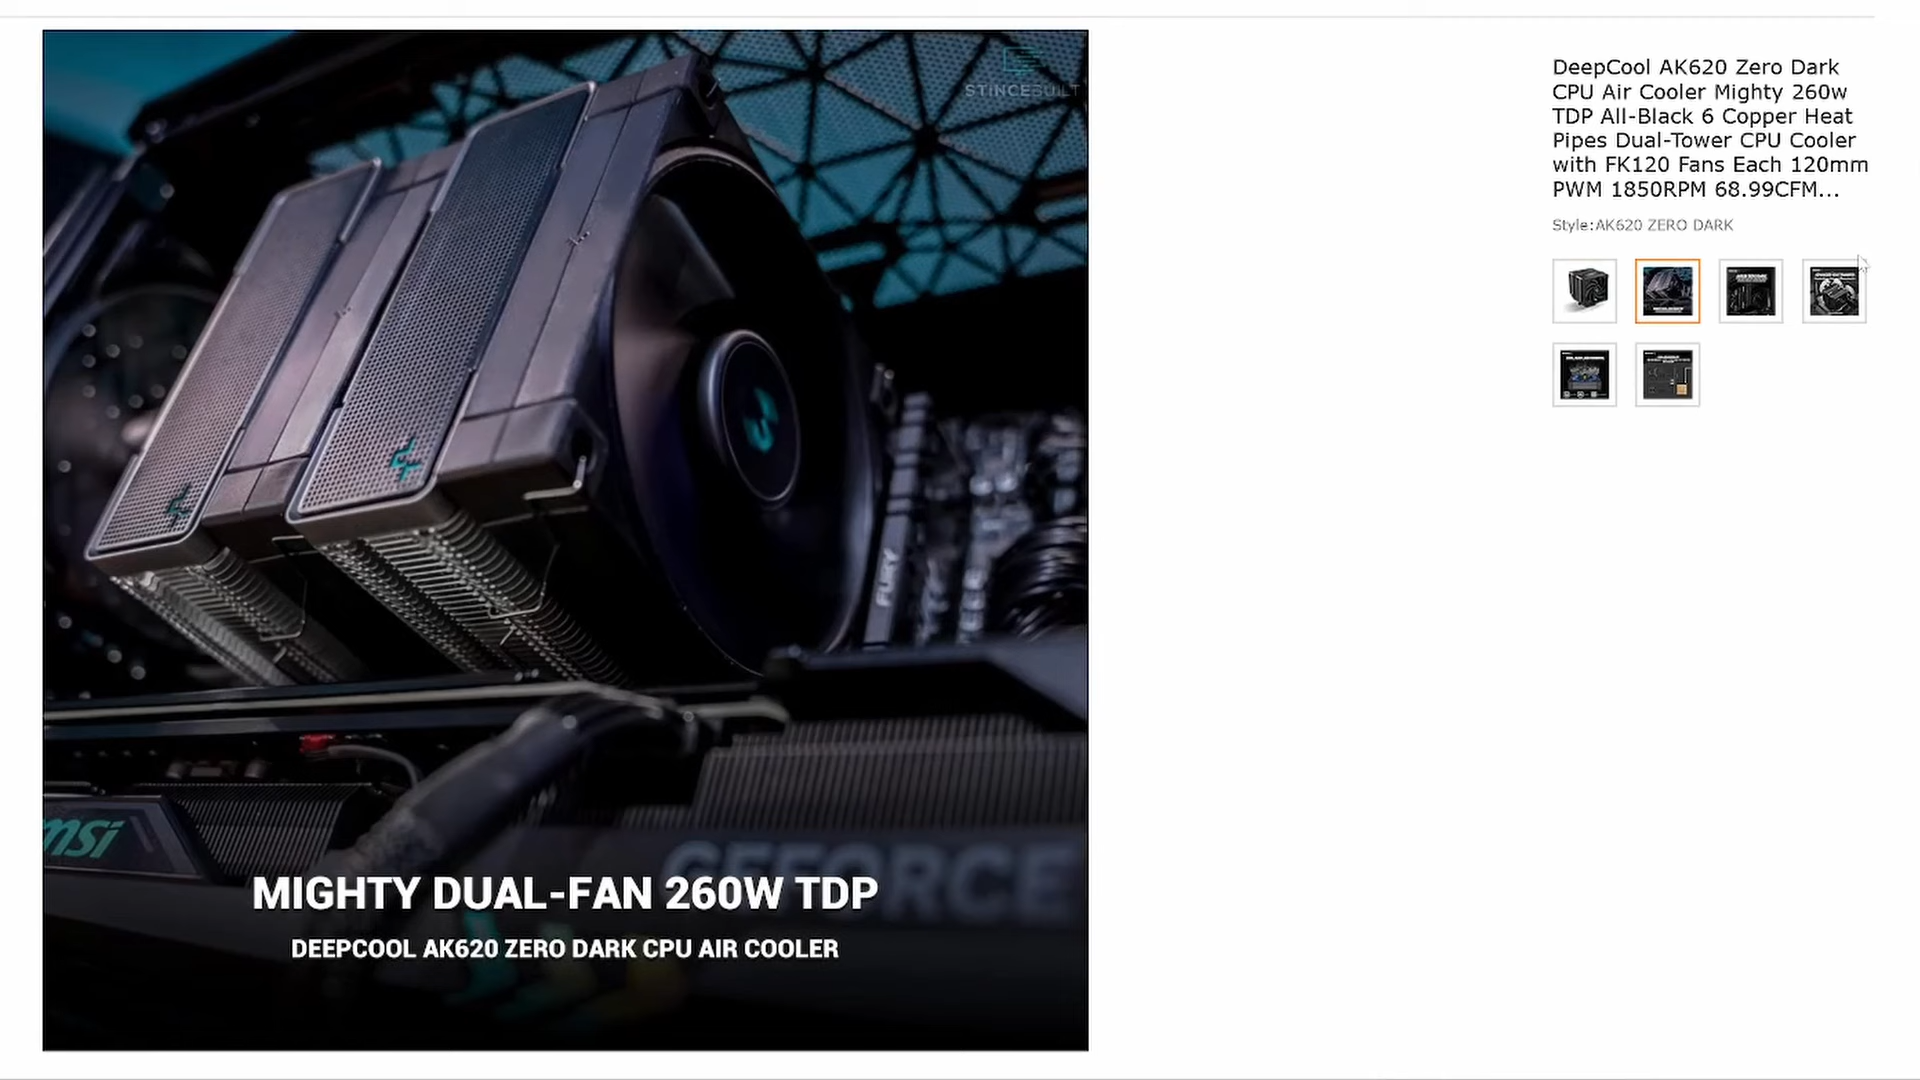 STINCEBUILT
FURY
msi
GEFORCE
MIGHTY DUAL-FAN 260W TDP
DEEPCOOL AK620 ZERO DARK CPU AIR COOLER
DeepCool AK620 Zero Dark
CPU Air Cooler Mighty 260w
TDP All-Black 6 Copper Heat
Pipes Dual-Tower CPU Cooler
with FK120 Fans Each 120mm
PWM 1850RPM 68.99CFM...
Style:AK620 ZERO DARK